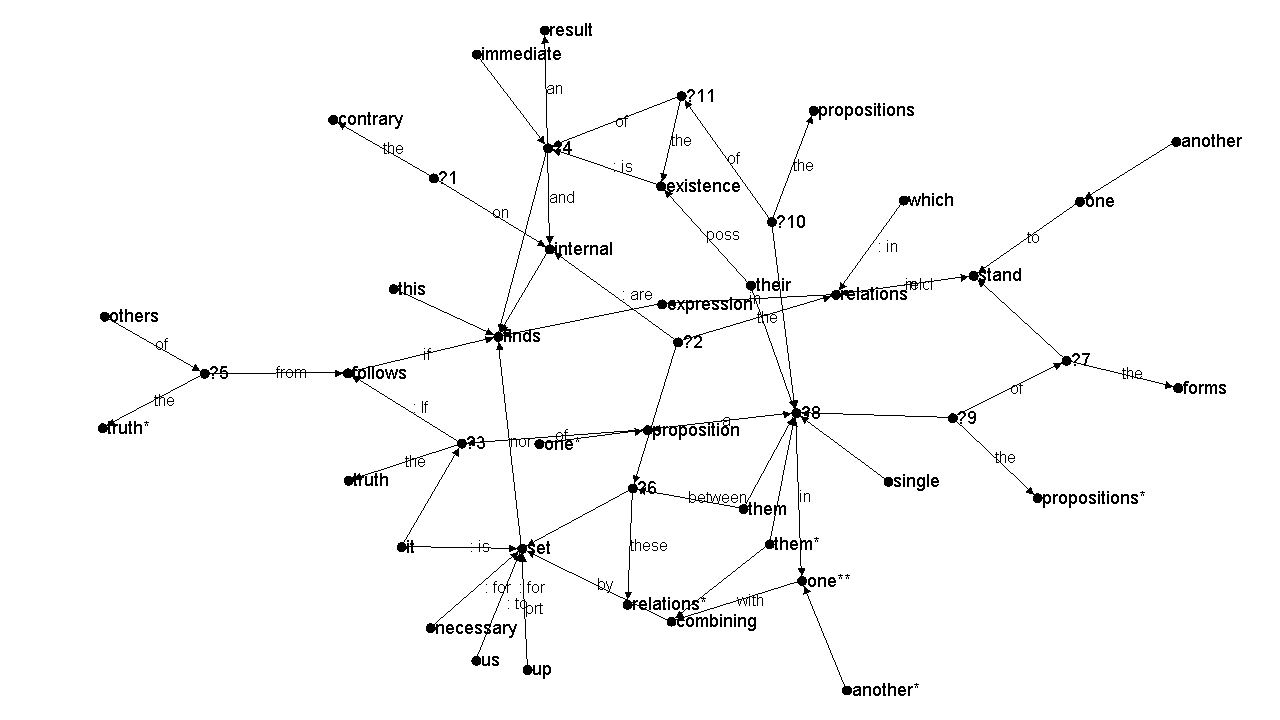 result
immediate
an
?11
propositions
contrary
of
the
another
the
?4
of
the
: is
?1
existence
and
one
which
on
poss
?10
to
internal
: in
stand
their
this
: are
expression
in
relations
others
the
finds
?2
of
if
?7
?5
from
follows
the
forms
the
: If
?8
?9
of
truth*
a
proposition
?3
nor
one*
of
the
the
truth
single
?6
between
in
propositions*
them
it
: is
set
these
them*
: for
: for
by
one**
: to
prt
relations*
with
necessary
combining
us
up
another*